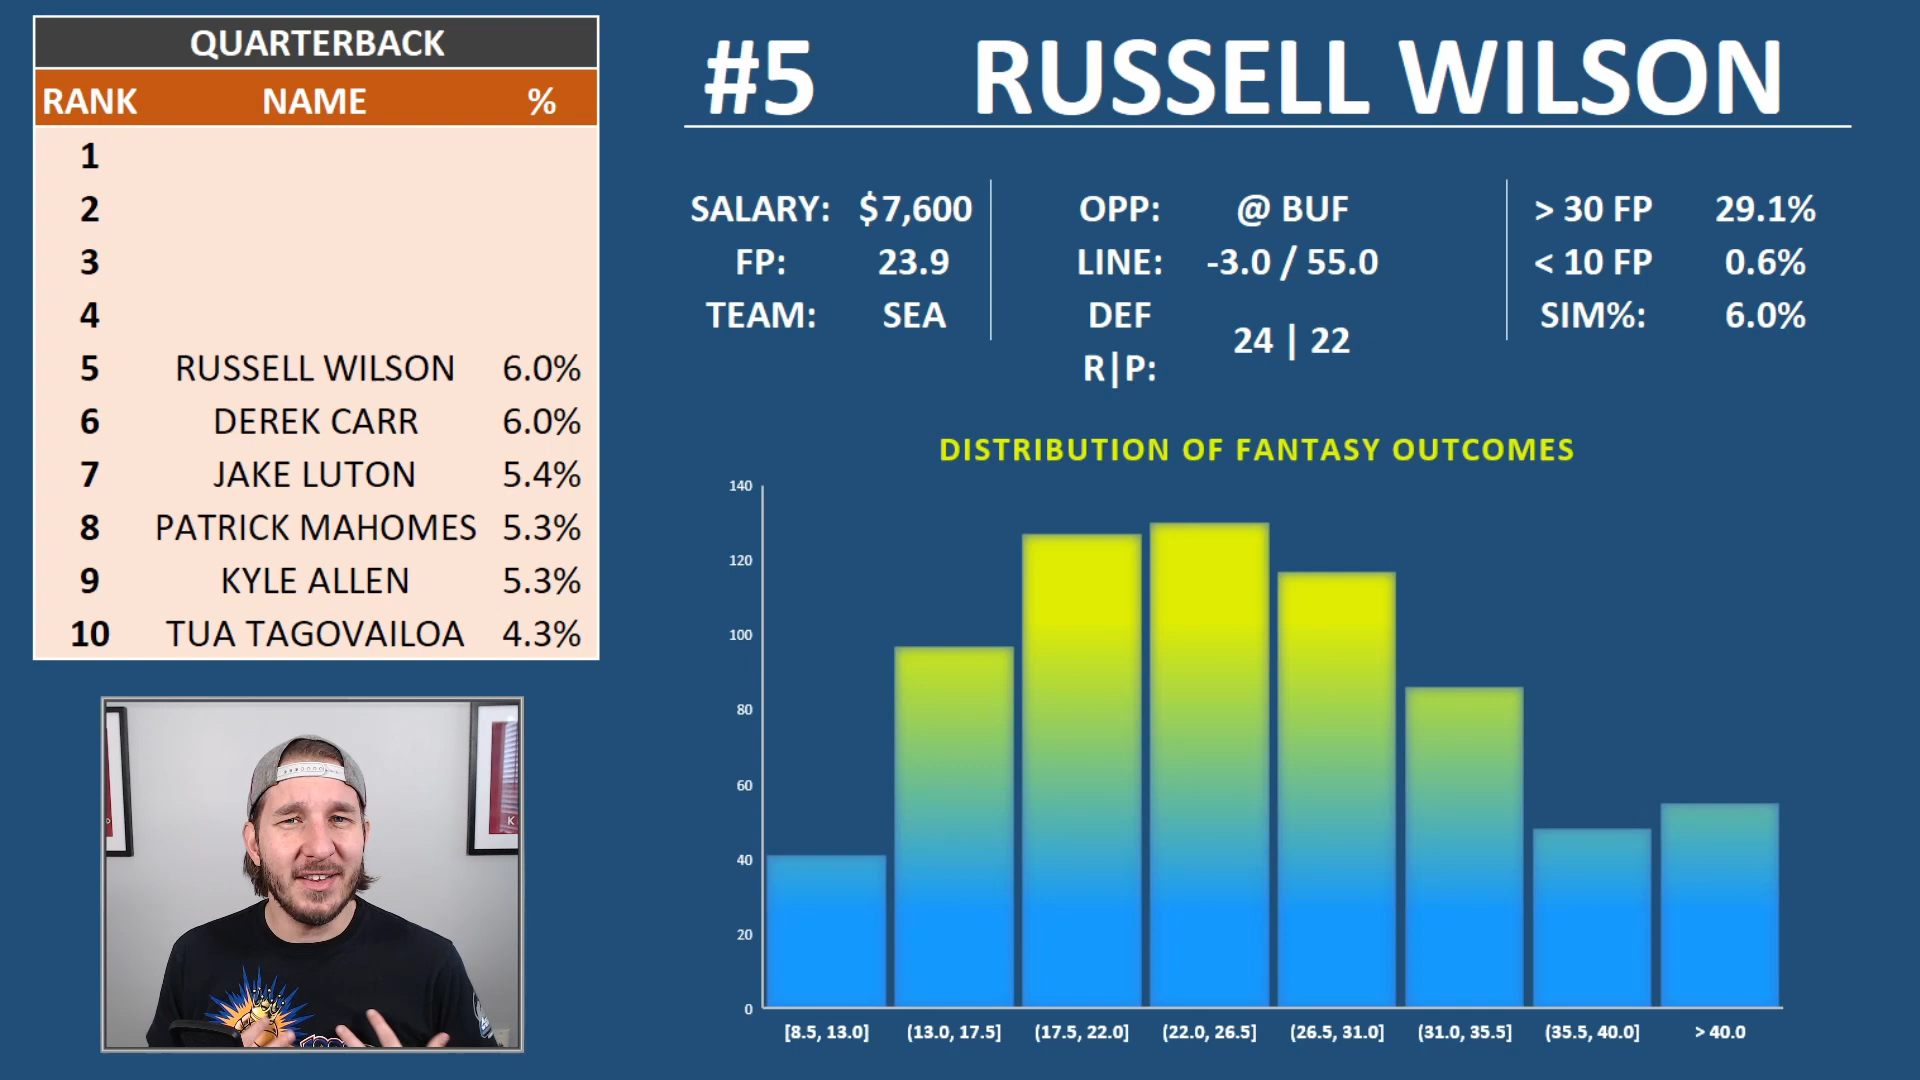 QUARTERBACK
RANK NAME %
1
2
3
4
5 RUSSELL WILSON 6.0%
6 DEREK CARR 6.0%
7 JAKE LUTON 5.4%
8 PATRICK MAHOMES 5.3%
9 KYLE ALLEN 5.3%
10 TUA TAGOVAILOA 4.3%
#5 RUSSELL WILSON
SALARY: $7,600
FP: 23.9
TEAM: SEA
OPP: @ BUF
LINE: -3.0 / 55.0
DEF
R|P: 24 | 22
> 30 FP 29.1%
< 10 FP 0.6%
SIM%: 6.0%
DISTRIBUTION OF FANTASY OUTCOMES
140
120
100
80
60
40
20
0
[8.5, 13.0] (13.0, 17.5] (17.5, 22.0] (22.0, 26.5] (26.5, 31.0] (31.0, 35.5] (35.5, 40.0] > 40.0